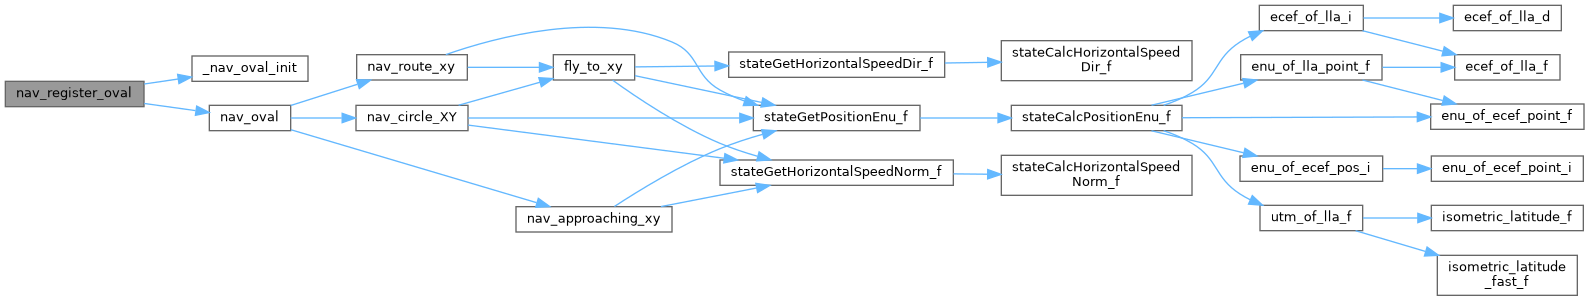 nav_register_oval
_nav_oval_init
nav_oval
nav_route_xy
nav_circle_XY
nav_approaching_xy
fly_to_xy
stateGetHorizontalSpeedDir_f
stateGetPositionEnu_f
stateGetHorizontalSpeedNorm_f
stateCalcHorizontalSpeed
Dir_f
stateCalcPositionEnu_f
stateCalcHorizontalSpeed
Norm_f
ecef_of_lla_i
enu_of_lla_point_f
enu_of_ecef_pos_i
utm_of_lla_f
ecef_of_lla_d
ecef_of_lla_f
enu_of_ecef_point_f
enu_of_ecef_point_i
isometric_latitude_f
isometric_latitude
_fast_f